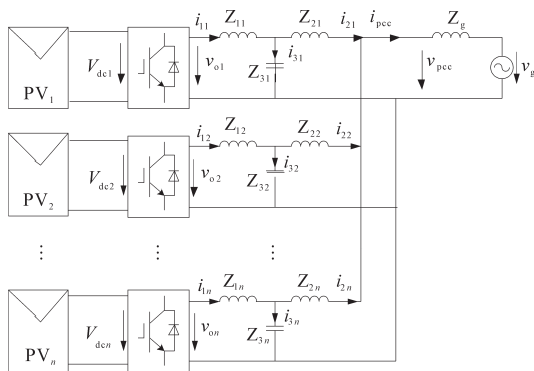 i11 Z11 Z21 i21 ipcc Zg
PV1 Vdc1 vo1 Z31 i31 vpcc vg
i12 Z12 Z22 i22
PV2 Vdc2 vo2 Z32 i32
⋮ ⋮ ⋮
i1n Z1n Z2n i2n
PVn Vdcn von Z3n i3n